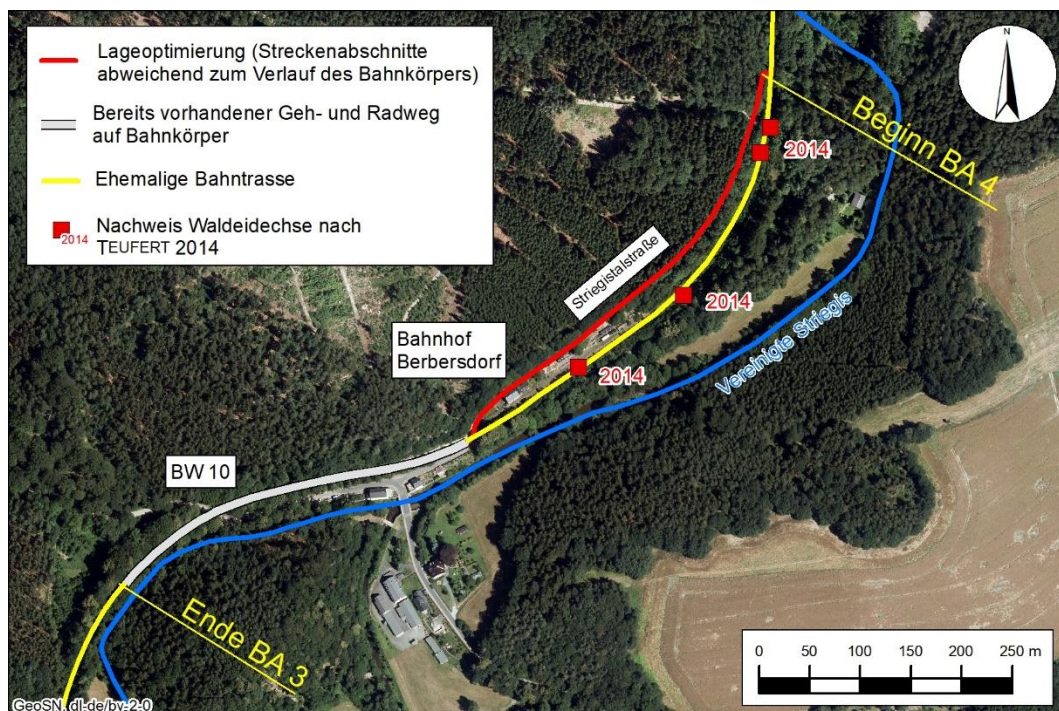 Lageoptimierung (Streckenabschnitte
abweichend zum Verlauf des Bahnkörpers)
Bereits vorhandener Geh- und Radweg
auf Bahnkörper
Ehemalige Bahntrasse
2014
Nachweis Waldeidechse nach
TEUFERT 2014
N
Beginn BA 4
2014
Striegistalstraße
2014
Bahnhof
Berbersdorf
2014
Vereinigte Striegis
BW 10
Ende BA 3
0 50 100 150 200 250 m
GeoSN, dl-de/by-2-0